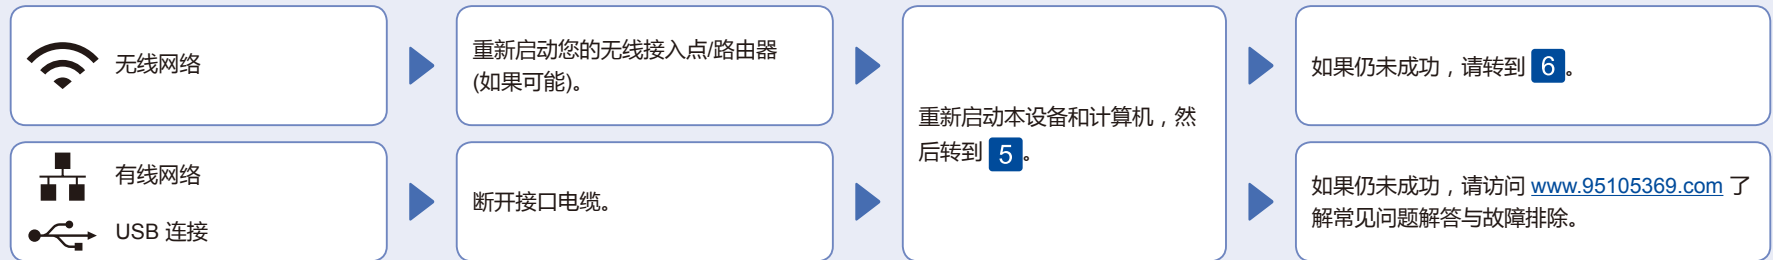 无线网络
重新启动您的无线接入点/路由器
(如果可能)。
重新启动本设备和计算机，然
后转到 5。
如果仍未成功，请转到 6。
有线网络
USB 连接
断开接口电缆。
如果仍未成功，请访问 www.95105369.com 了
解常见问题解答与故障排除。